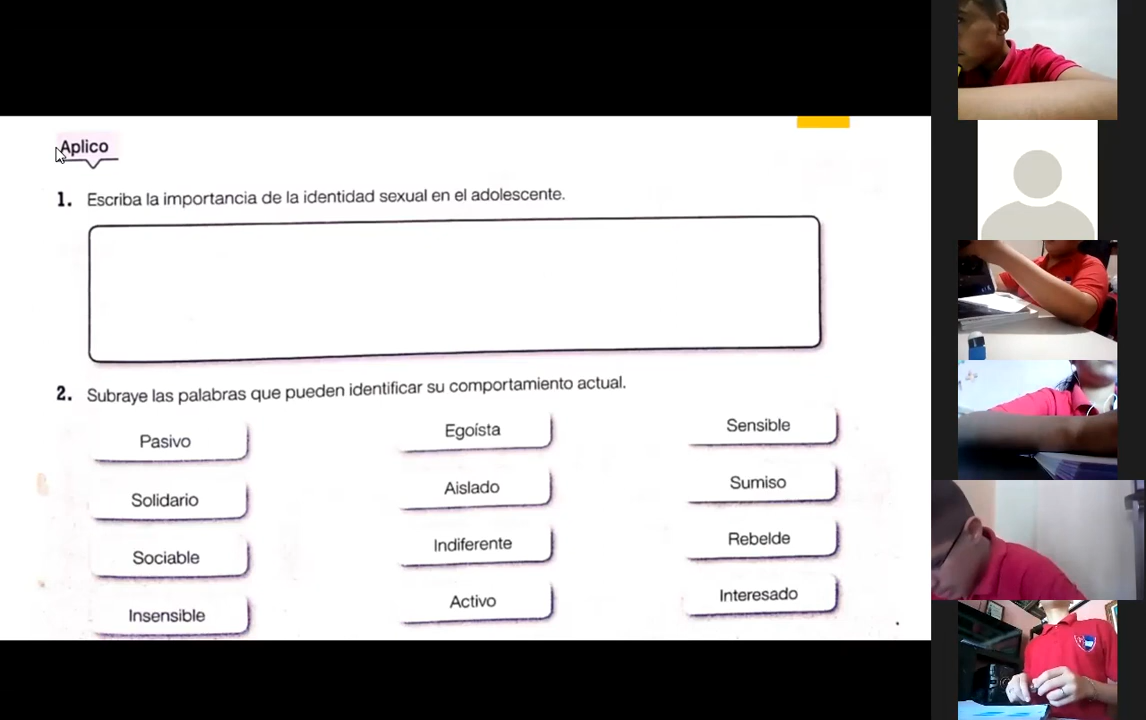 Aplico
1. Escriba la importancia de la identidad sexual en el adolescente.
2. Subraye las palabras que pueden identificar su comportamiento actual.
Pasivo Egoísta Sensible
Solidario Aislado Sumiso
Sociable Indiferente Rebelde
Insensible Activo Interesado